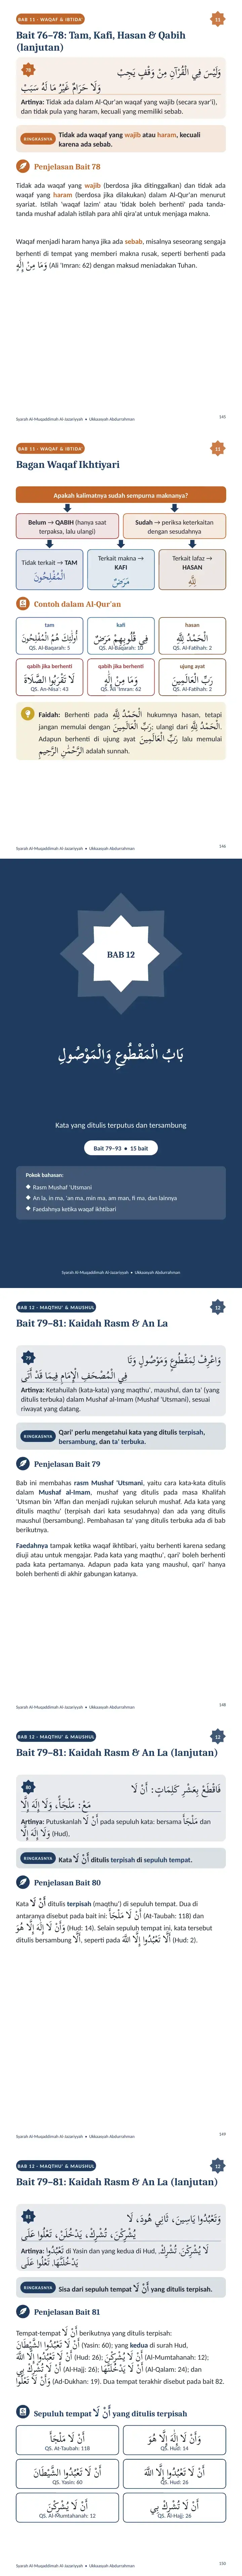 BAB 11 · WAQAF & IBTIDA'
11
Bait 76–78: Tam, Kafi, Hasan & Qabih
(lanjutan)
78
وَلَيْسَ فِي الْقُرْآنِ مِنْ وَقْفٍ يَجِبْ
وَلَا حَرَامٌ غَيْرُ مَا لَهُ سَبَبْ
Artinya: Tidak ada dalam Al-Qur'an waqaf yang wajib (secara syar'i),
dan tidak pula yang haram, kecuali yang memiliki sebab.
RINGKASNYA
Tidak ada waqaf yang wajib atau haram, kecuali
karena ada sebab.
Penjelasan Bait 78
Tidak ada waqaf yang wajib (berdosa jika ditinggalkan) dan tidak ada
waqaf yang haram (berdosa jika dilakukan) dalam Al-Qur'an menurut
syariat. Istilah 'waqaf lazim' atau 'tidak boleh berhenti' pada tanda-
tanda mushaf adalah istilah para ahli qira'at untuk menjaga makna.
Waqaf menjadi haram hanya jika ada sebab, misalnya seseorang sengaja
berhenti di tempat yang memberi makna rusak, seperti berhenti pada
وَمَا مِنْ إِلَٰهٍ (Ali 'Imran: 62) dengan maksud meniadakan Tuhan.
Syarah Al-Muqaddimah Al-Jazariyyah • Ukkasyah Abdurrahman
145
BAB 11 · WAQAF & IBTIDA'
11
Bagan Waqaf Ikhtiyari
Apakah kalimatnya sudah sempurna maknanya?
Belum → QABIH (hanya saat
terpaksa, lalu ulangi)
Sudah → periksa keterkaitan
dengan sesudahnya
Tidak terkait → TAM
الْمُفْلِحُونَ
Terkait makna →
KAFI
مَرَضٌ
Terkait lafaz →
HASAN
لِلَّهِ
Contoh dalam Al-Qur'an
tam
أُولَٰئِكَ هُمُ الْمُفْلِحُونَ
QS. Al-Baqarah: 5
kafi
فِي قُلُوبِهِمْ مَرَضٌ
QS. Al-Baqarah: 10
hasan
الْحَمْدُ لِلَّهِ
QS. Al-Fatihah: 2
qabih jika berhenti
لَا تَقْرَبُوا الصَّلَاةَ
QS. An-Nisa': 43
qabih jika berhenti
وَمَا مِنْ إِلَٰهٍ
QS. Ali 'Imran: 62
ujung ayat
رَبِّ الْعَالَمِينَ
QS. Al-Fatihah: 2
Faidah: Berhenti pada الْحَمْدُ لِلَّهِ hukumnya hasan, tetapi
jangan mulai dengan رَبِّ الْعَالَمِينَ; ulangi dari الْحَمْدُ لِلَّهِ.
Adapun berhenti di ujung ayat رَبِّ الْعَالَمِينَ lalu memulai
الرَّحْمَٰنِ الرَّحِيمِ adalah sunnah.
Syarah Al-Muqaddimah Al-Jazariyyah • Ukkasyah Abdurrahman
146
BAB 12
بَابُ الْمَقْطُوعِ وَالْمَوْصُولِ
Kata yang ditulis terputus dan tersambung
Bait 79–93 • 15 bait
Pokok bahasan:
◆ Rasm Mushaf 'Utsmani
◆ An la, in ma, 'an ma, min ma, am man, fi ma, dan lainnya
◆ Faedahnya ketika waqaf ikhtibari
Syarah Al-Muqaddimah Al-Jazariyyah • Ukkasyah Abdurrahman
BAB 12 · MAQTHU' & MAUSHUL
12
Bait 79–81: Kaidah Rasm & An La
79
وَاعْرِفْ لِمَقْطُوعٍ وَمَوْصُولٍ وَتَا
فِي الْمُصْحَفِ الْإِمَامِ فِيمَا قَدْ أَتَى
Artinya: Ketahuilah (kata-kata) yang maqthu', maushul, dan ta' (yang
ditulis terbuka) dalam Mushaf al-Imam (Mushaf 'Utsmani), sesuai
riwayat yang datang.
RINGKASNYA
Qari' perlu mengetahui kata yang ditulis terpisah,
bersambung, dan ta' terbuka.
Penjelasan Bait 79
Bab ini membahas rasm Mushaf 'Utsmani, yaitu cara kata-kata ditulis
dalam Mushaf al-Imam, mushaf yang ditulis pada masa Khalifah
'Utsman bin 'Affan dan menjadi rujukan seluruh mushaf. Ada kata yang
ditulis maqthu' (terpisah dari kata sesudahnya) dan ada yang ditulis
maushul (bersambung). Pembahasan ta' yang ditulis terbuka ada di bab
berikutnya.
Faedahnya tampak ketika waqaf ikhtibari, yaitu berhenti karena sedang
diuji atau untuk mengajar. Pada kata yang maqthu', qari' boleh berhenti
pada kata pertamanya. Adapun pada kata yang maushul, qari' hanya
boleh berhenti di akhir gabungan katanya.
Syarah Al-Muqaddimah Al-Jazariyyah • Ukkasyah Abdurrahman
148
BAB 12 · MAQTHU' & MAUSHUL
12
Bait 79–81: Kaidah Rasm & An La (lanjutan)
80
فَاقْطَعْ بِعَشْرِ كَلِمَاتٍ: أَنْ لَا
مَعْ: مَلْجَأَ، وَلَا إِلَهَ إِلَّا
Artinya: Putuskanlah أَنْ لَا pada sepuluh kata: bersama مَلْجَأَ dan
وَلَا إِلَهَ إِلَّا (Hud),
RINGKASNYA
Kata أَنْ لَا ditulis terpisah di sepuluh tempat.
Penjelasan Bait 80
Kata أَنْ لَا ditulis terpisah (maqthu') di sepuluh tempat. Dua di
antaranya disebut pada bait ini: أَنْ لَا مَلْجَأَ (At-Taubah: 118) dan
وَأَنْ لَا إِلَٰهَ إِلَّا هُوَ (Hud: 14). Selain sepuluh tempat ini, kata tersebut
ditulis bersambung أَلَّا, seperti pada أَلَّا تَعْبُدُوا إِلَّا اللَّهَ (Hud: 2).
Syarah Al-Muqaddimah Al-Jazariyyah • Ukkasyah Abdurrahman
149
BAB 12 · MAQTHU' & MAUSHUL
12
Bait 79–81: Kaidah Rasm & An La (lanjutan)
81
وَتَعْبُدُوا يَاسِينَ، ثَانِي هُودَ، لَا
يُشْرِكْنَ، تُشْرِكْ، يَدْخُلَنْ، تَعْلُوا عَلَى
Artinya: تَعْبُدُوا di Yasin dan yang kedua di Hud, لَا يُشْرِكْنَ, تُشْرِكْ,
يَدْخُلَنَّهَا تَعْلُوا عَلَى
RINGKASNYA
Sisa dari sepuluh tempat أَنْ لَا yang ditulis terpisah.
Penjelasan Bait 81
Tempat-tempat أَنْ لَا berikutnya yang ditulis terpisah:
أَنْ لَا تَعْبُدُوا الشَّيْطَانَ (Yasin: 60); yang kedua di surah Hud,
أَنْ لَا تَعْبُدُوا إِلَّا اللَّهَ (Hud: 26); أَنْ لَا يُشْرِكْنَ (Al-Mumtahanah: 12);
أَنْ لَا تُشْرِكْ بِي (Al-Hajj: 26); أَنْ لَا يَدْخُلَنَّهَا (Al-Qalam: 24); dan
وَأَنْ لَا تَعْلُوا (Ad-Dukhan: 19). Dua tempat terakhir disebut pada bait 82.
Sepuluh tempat أَنْ لَا yang ditulis terpisah
أَنْ لَا مَلْجَأَ
QS. At-Taubah: 118
وَأَنْ لَا إِلَٰهَ إِلَّا هُوَ
QS. Hud: 14
أَنْ لَا تَعْبُدُوا الشَّيْطَانَ
QS. Yasin: 60
أَنْ لَا تَعْبُدُوا إِلَّا اللَّهَ
QS. Hud: 26
أَنْ لَا يُشْرِكْنَ
QS. Al-Mumtahanah: 12
أَنْ لَا تُشْرِكْ بِي
QS. Al-Hajj: 26
Syarah Al-Muqaddimah Al-Jazariyyah • Ukkasyah Abdurrahman
150